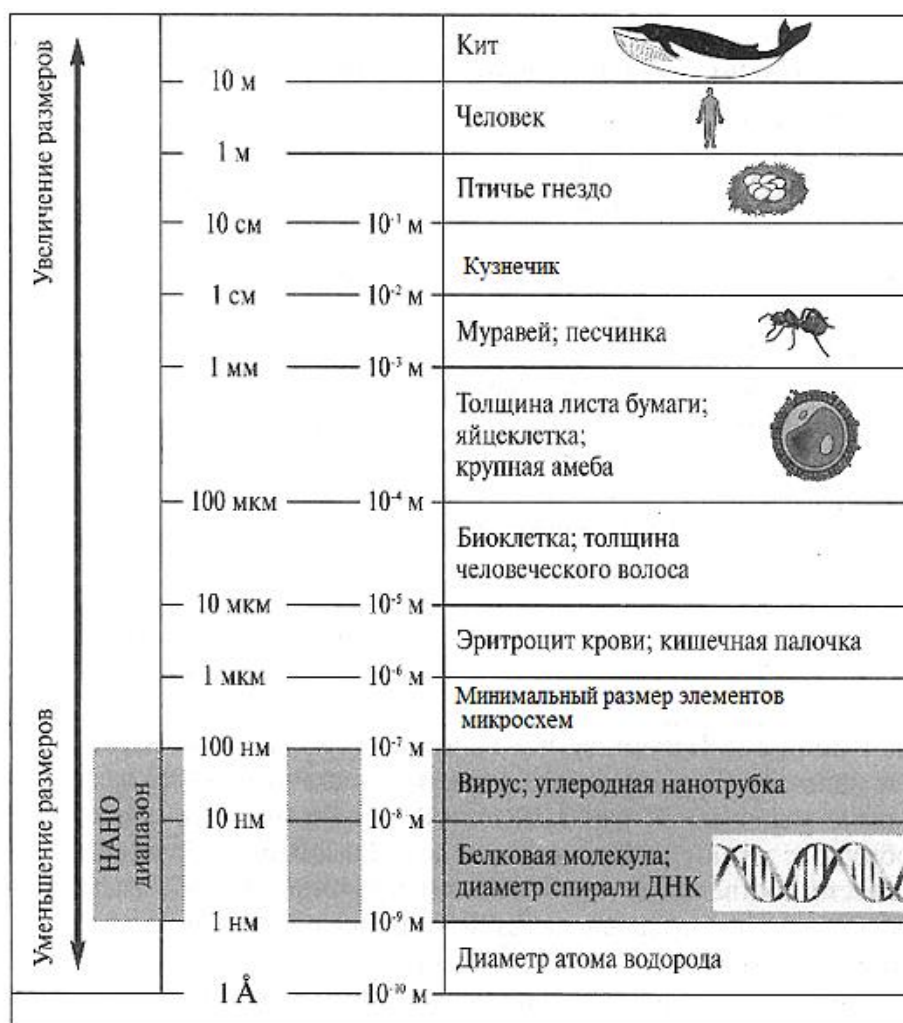 Увеличение размеров
Уменьшение размеров
Кит
10 м
Человек
1 м
Птичье гнездо
10 см 10⁻¹ м
Кузнечик
1 см 10⁻² м
Муравей; песчинка
1 мм 10⁻³ м
Толщина листа бумаги;
яйцеклетка;
крупная амеба
100 мкм 10⁻⁴ м
Биоклетка; толщина
человеческого волоса
10 мкм 10⁻⁵ м
Эритроцит крови; кишечная палочка
1 мкм 10⁻⁶ м
Минимальный размер элементов
микросхем
100 нм 10⁻⁷ м
НАНО
диапазон
Вирус; углеродная нанотрубка
10 нм 10⁻⁸ м
Белковая молекула;
диаметр спирали ДНК
1 нм 10⁻⁹ м
Диаметр атома водорода
1 Å 10⁻¹⁰ м